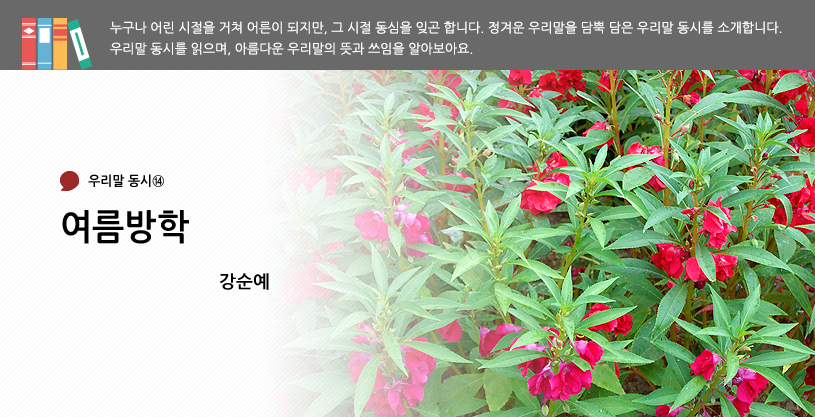 누구나 어린 시절을 거쳐 어른이 되지만, 그 시절 동심을 잊곤 합니다. 정겨운 우리말을 담뿍 담은 우리말 동시를 소개합니다.
우리말 동시를 읽으며, 아름다운 우리말의 뜻과 쓰임을 알아보아요.
우리말 동시⑭
여름방학
강순예